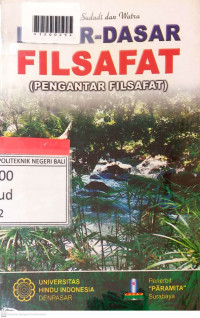 Sudadi dan Watra
-DASAR
FILSAFAT
(PENGANTAR FILSAFAT)
POLITEKNIK NEGERI BALI
00
ud
2
UNIVERSITAS
HINDU INDONESIA
DENPASAR
Penerbit
"PĀRAMITA"
Surabaya